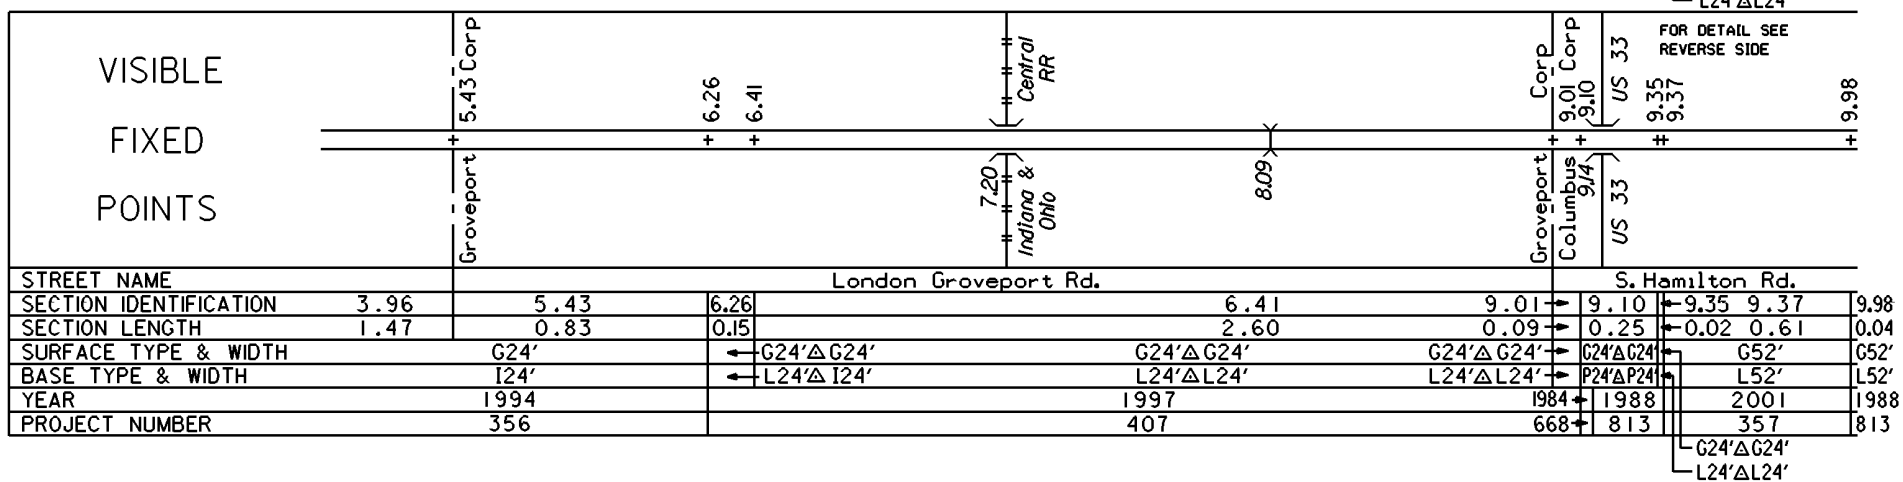 L24'△L24'
VISIBLE
FIXED
POINTS
5.43 Corp
Groveport
6.26
6.41
Central
RR
7.20
Indiana &
Ohio
8.09
Corp
Groveport
9.01 Corp
Columbus
9.10
9.14
US 33
US 33
9.35
9.37
FOR DETAIL SEE
REVERSE SIDE
9.98
STREET NAME London Groveport Rd. S. Hamilton Rd.
SECTION IDENTIFICATION 3.96 5.43 6.26 6.41 9.01 9.10 9.35 9.37 9.98
SECTION LENGTH 1.47 0.83 0.15 2.60 0.09 0.25 0.02 0.61 0.04
SURFACE TYPE & WIDTH G24' G24'△G24' G24'△G24' G24'△G24' G24'△G24' G52' G52'
BASE TYPE & WIDTH I24' L24'△I24' L24'△L24' L24'△L24' P24'△P24' L52' L52'
YEAR 1994 1997 1984 1988 2001 1988
PROJECT NUMBER 356 407 668 813 357 813
G24'△G24'
L24'△L24'